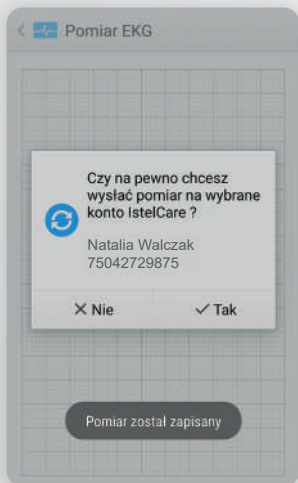 Pomiar EKG
Czy na pewno chcesz
wysłać pomiar na wybrane
konto IstelCare ?
Natalia Walczak
75042729875
Nie
Tak
Pomiar został zapisany